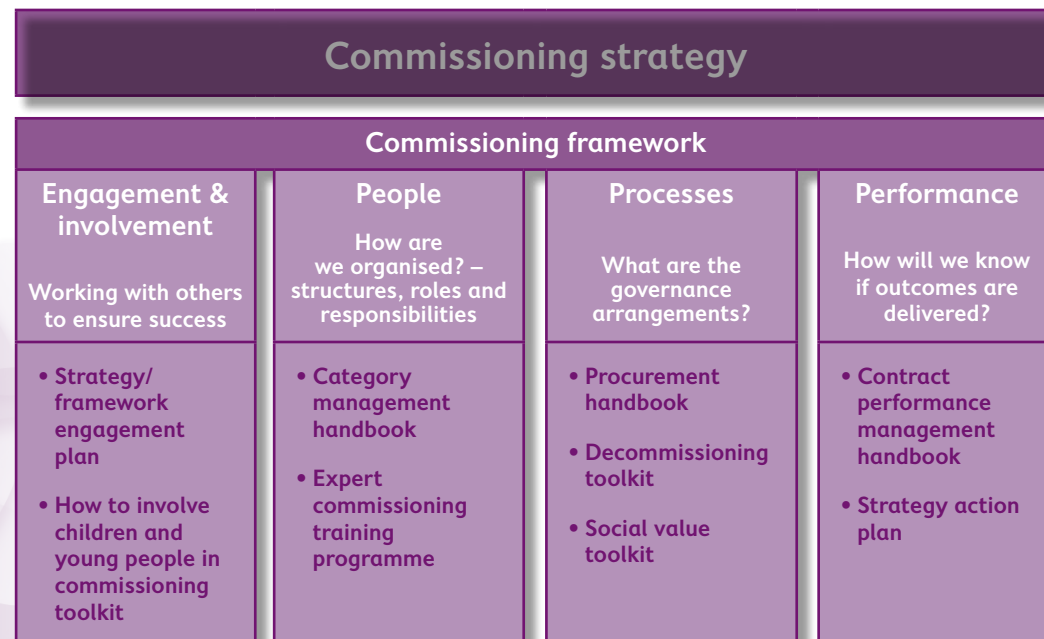 Commissioning strategy
Commissioning framework
Engagement &
involvement
Working with others
to ensure success
• Strategy/
framework
engagement
plan
• How to involve
children and
young people in
commissioning
toolkit
People
How are
we organised? –
structures, roles and
responsibilities
• Category
management
handbook
• Expert
commissioning
training
programme
Processes
What are the
governance
arrangements?
• Procurement
handbook
• Decommissioning
toolkit
• Social value
toolkit
Performance
How will we know
if outcomes are
delivered?
• Contract
performance
management
handbook
• Strategy action
plan